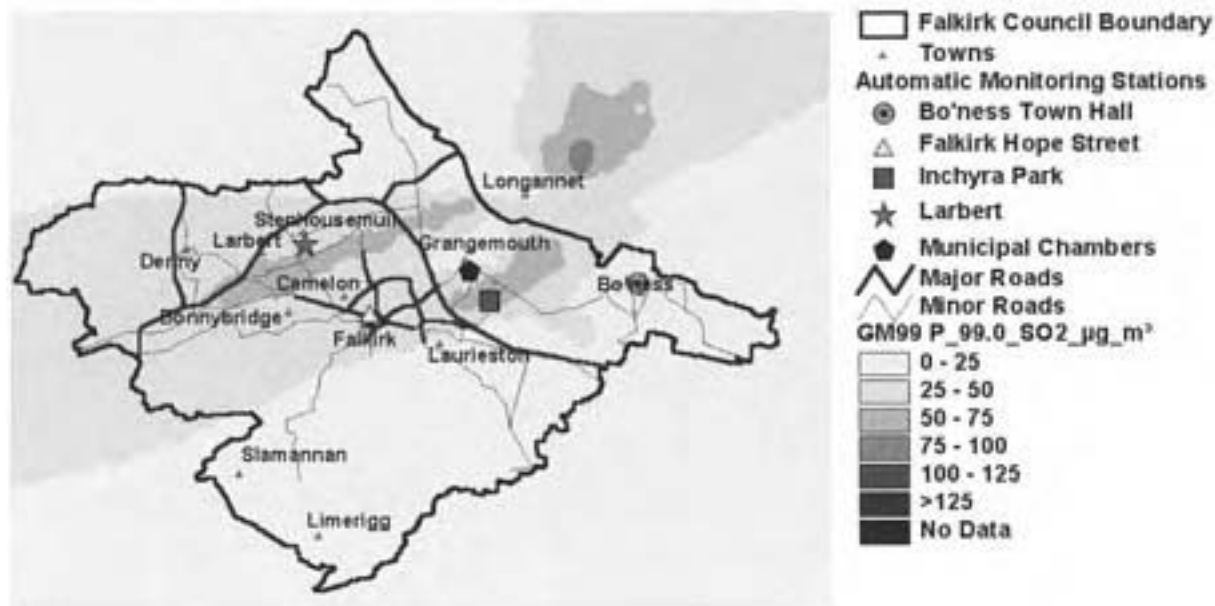 Longannet
Stenhousemuir
Larbert
Grangemouth
Denny
Camelon
Bo'ness
Bonnybridge
Falkirk
Laurieston
Slamannan
Limerigg
Falkirk Council Boundary
Towns
Automatic Monitoring Stations
Bo'ness Town Hall
Falkirk Hope Street
Inchyra Park
Larbert
Municipal Chambers
Major Roads
Minor Roads
GM99 P_99.0_SO2_µg_m³
0 - 25
25 - 50
50 - 75
75 - 100
100 - 125
>125
No Data